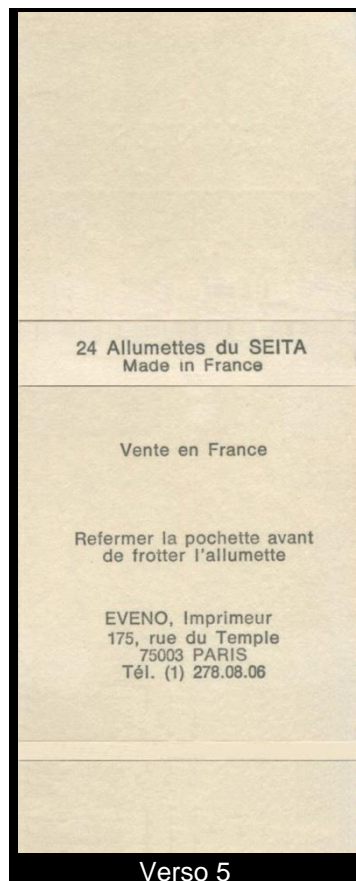 24 Allumettes du SEITA
Made in France
Vente en France
Refermer la pochette avant
de frotter l'allumette
EVENO, Imprimeur
175, rue du Temple
75003 PARIS
Tél. (1) 278.08.06
Verso 5